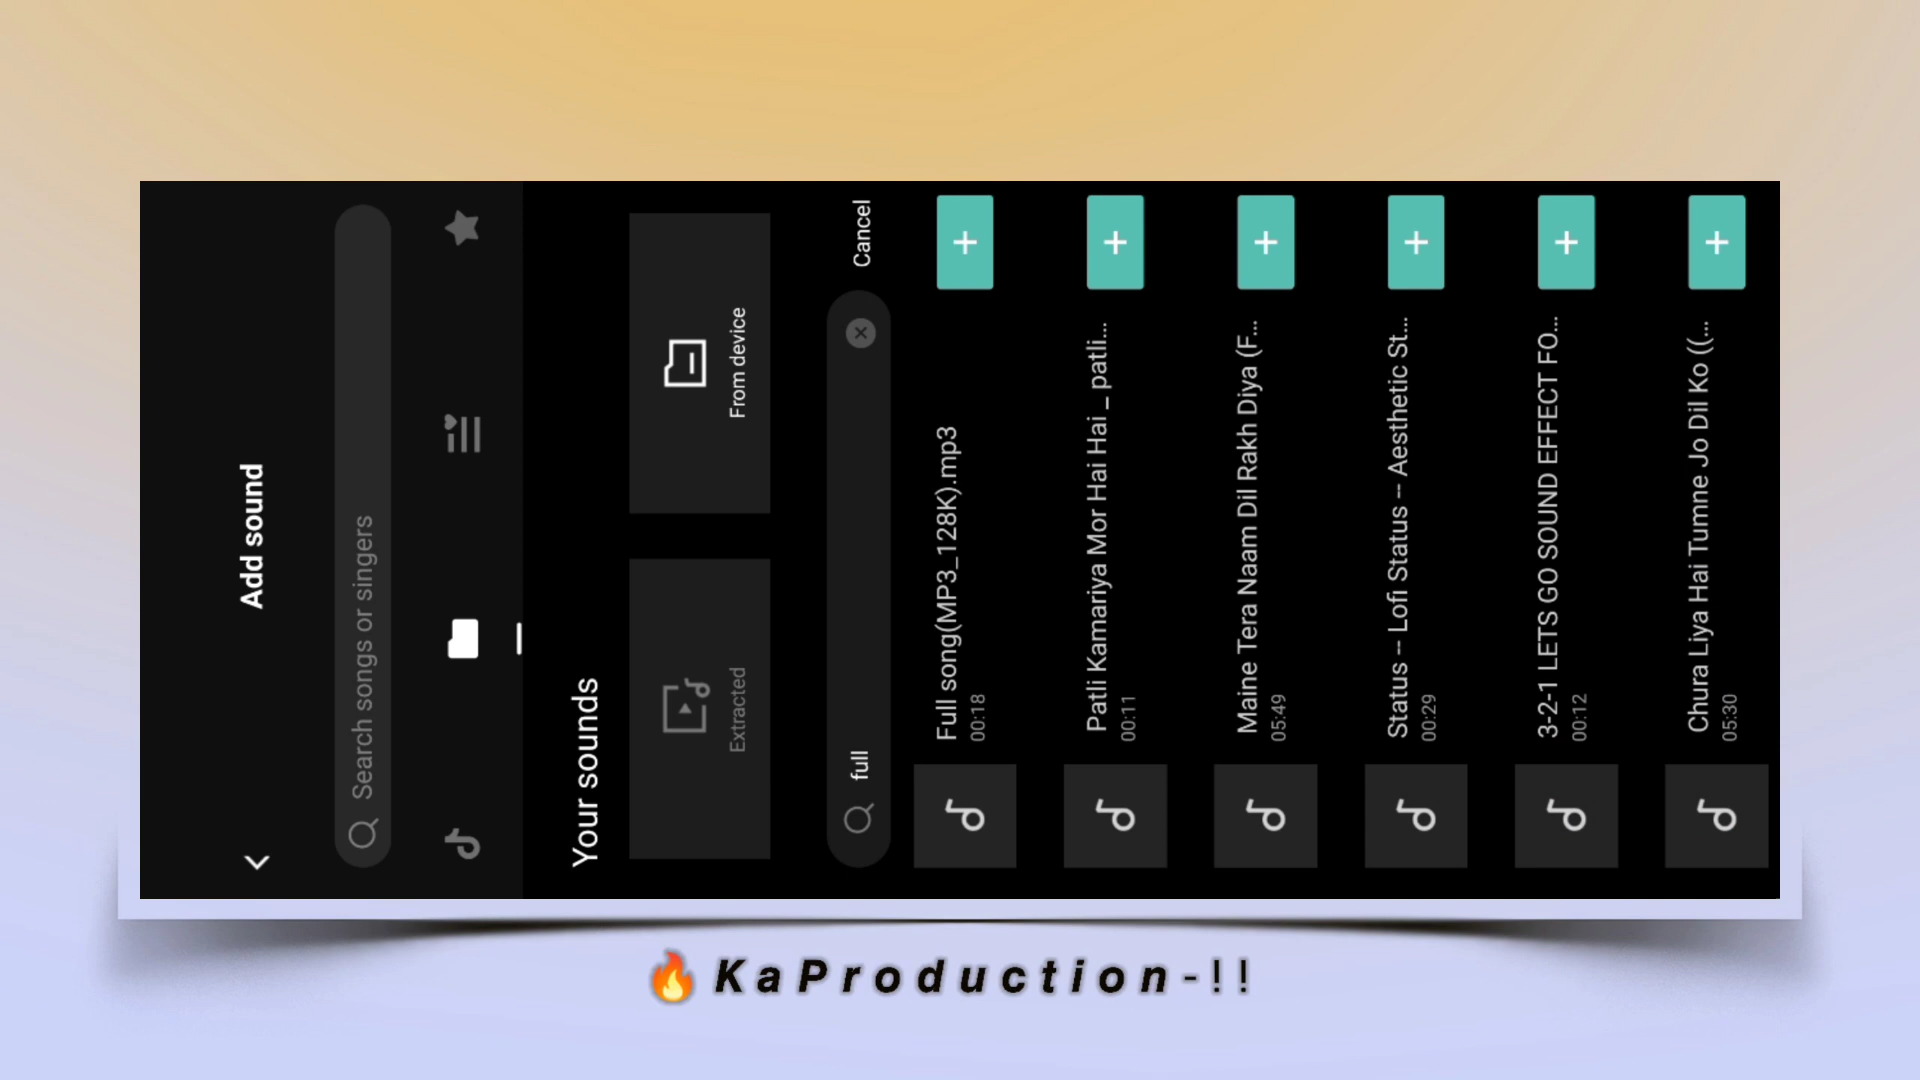 Add sound
Search songs or singers
Your sounds
Extracted
From device
full
Cancel
Full song(MP3_128K).mp3
00:18
Patli Kamariya Mor Hai Hai _ patli...
00:11
Maine Tera Naam Dil Rakh Diya (F...
05:49
Status -- Lofi Status -- Aesthetic St...
00:29
3-2-1 LETS GO SOUND EFFECT FO...
00:12
Chura Liya Hai Tumne Jo Dil Ko ((...
05:30
🔥 KaProduction-!!